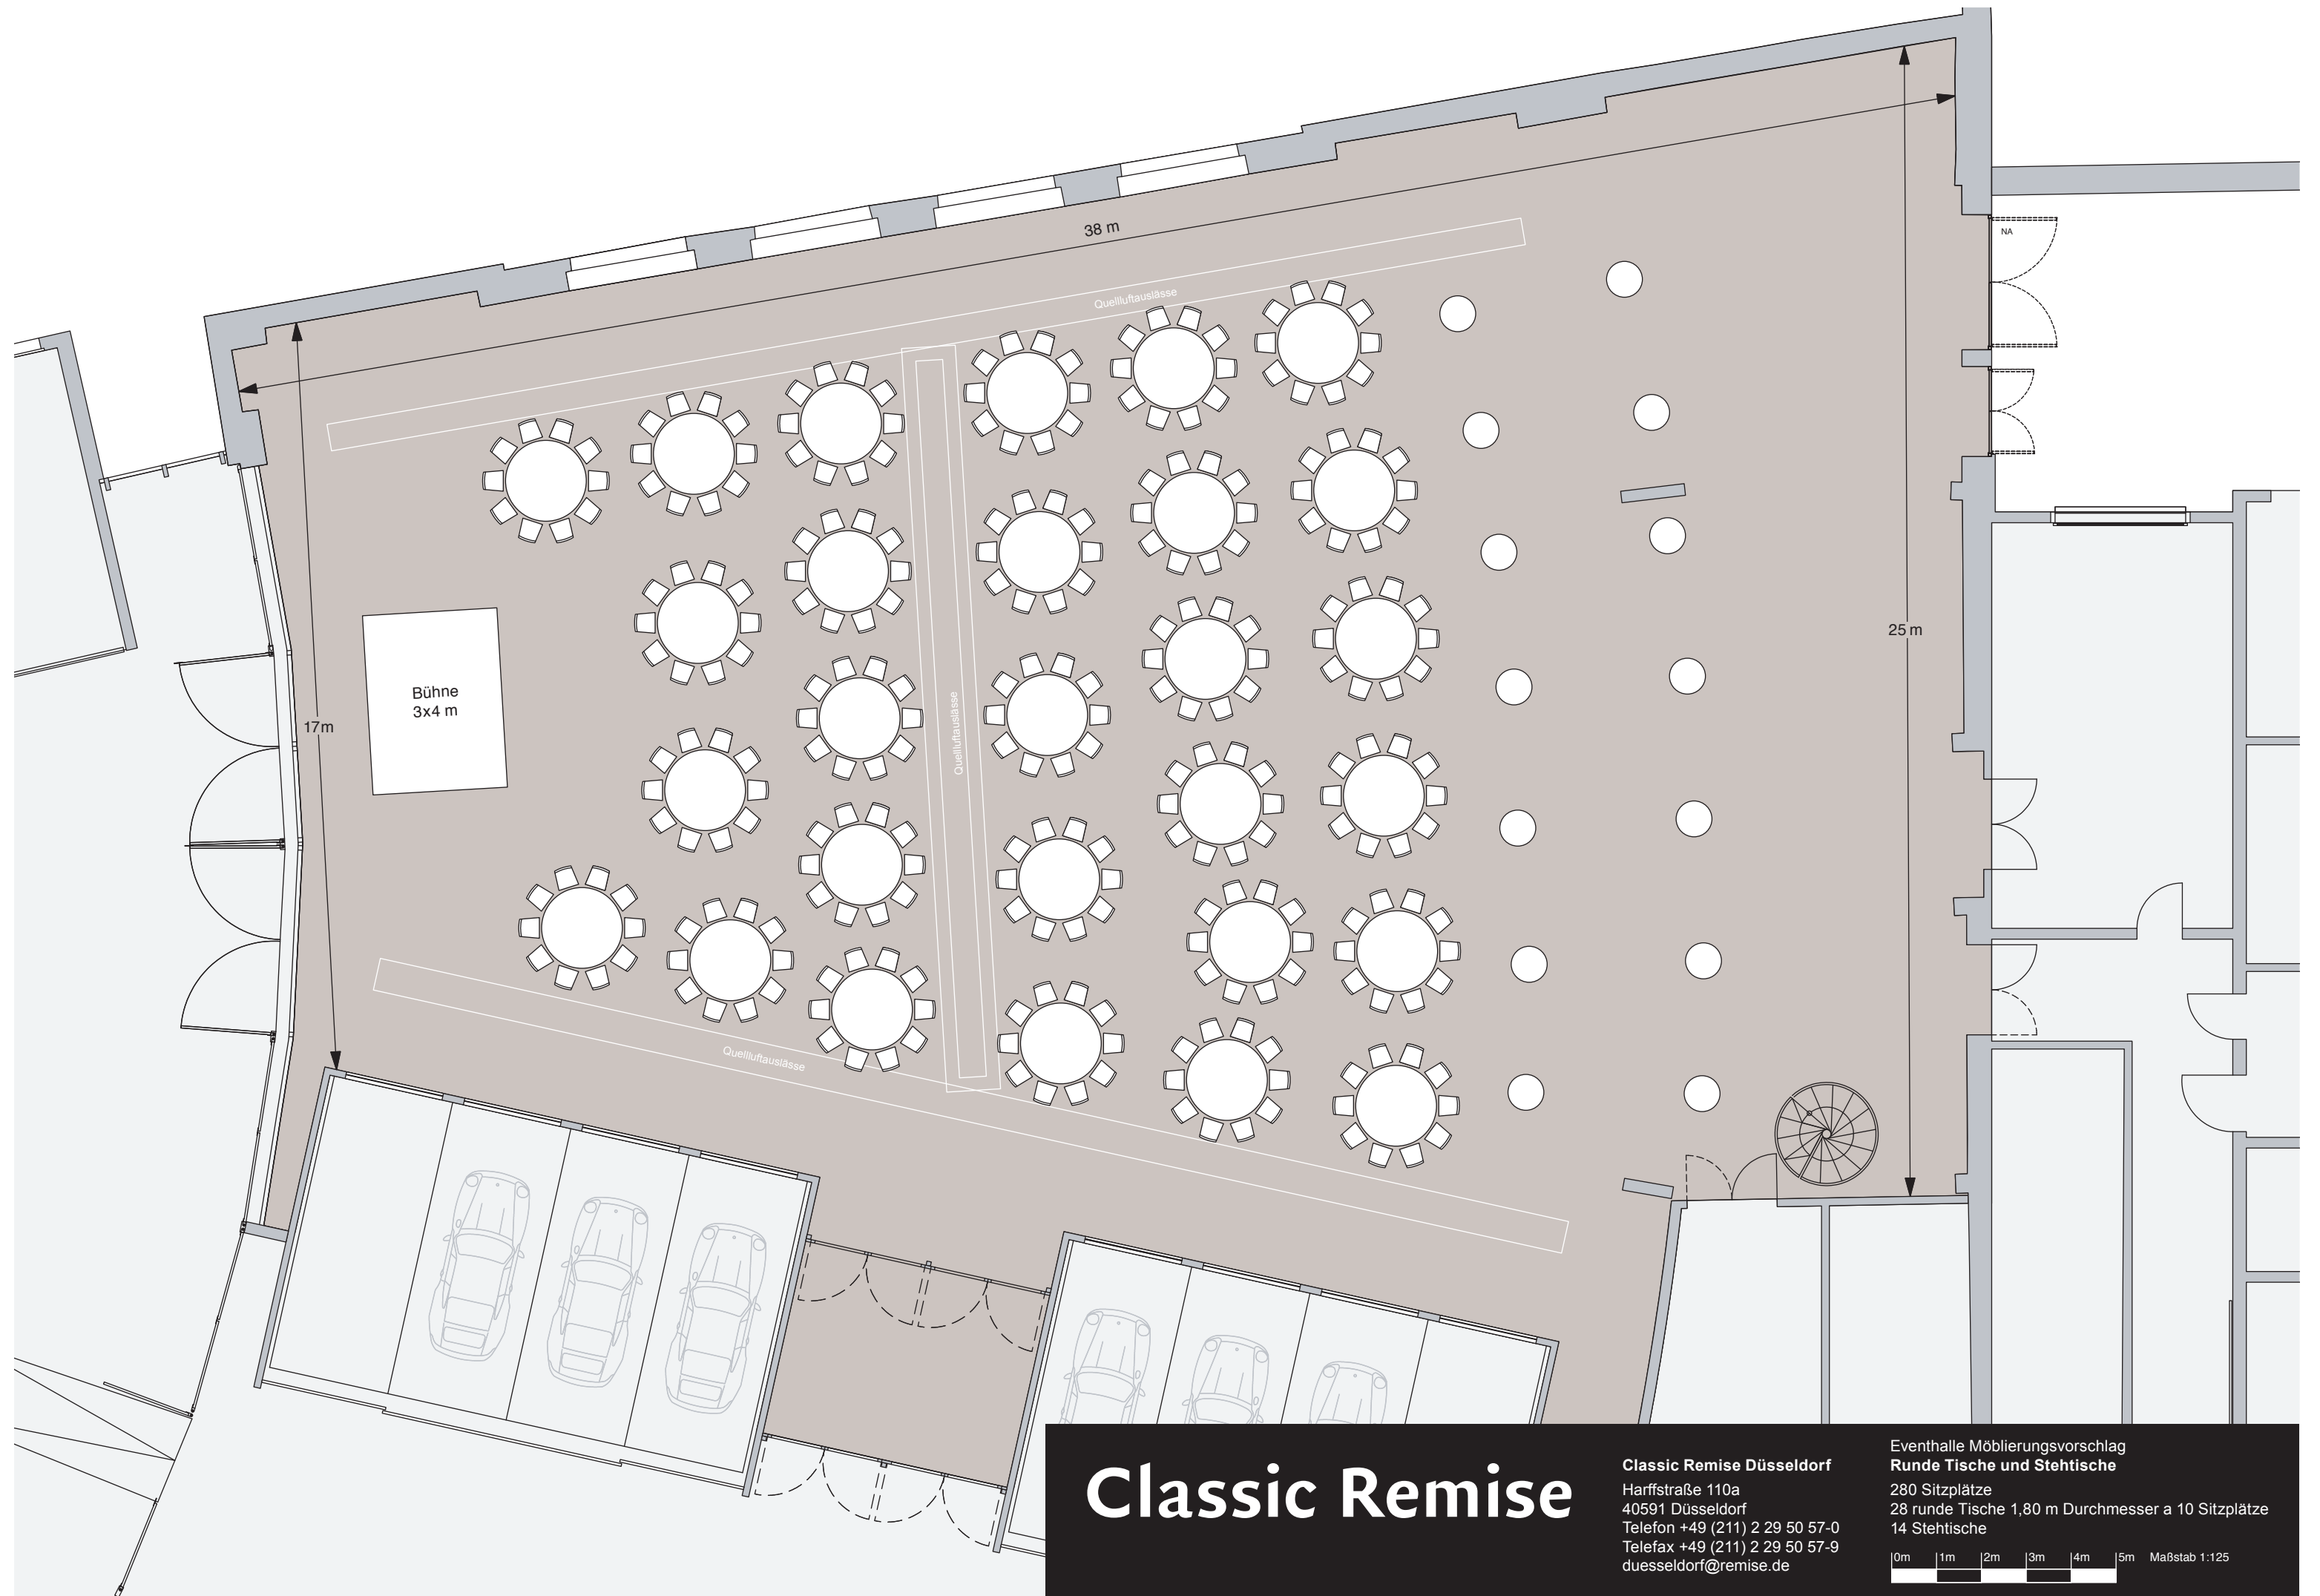 38 m
NA
Quellluftauslässe
25 m
Bühne
3x4 m
17m
Quellluftauslässe
Quellluftauslässe
Classic Remise
Classic Remise Düsseldorf
Harffstraße 110a
40591 Düsseldorf
Telefon +49 (211) 2 29 50 57-0
Telefax +49 (211) 2 29 50 57-9
duesseldorf@remise.de
Eventhalle Möblierungsvorschlag
Runde Tische und Stehtische
280 Sitzplätze
28 runde Tische 1,80 m Durchmesser a 10 Sitzplätze
14 Stehtische
0m 1m 2m 3m 4m 5m Maßstab 1:125